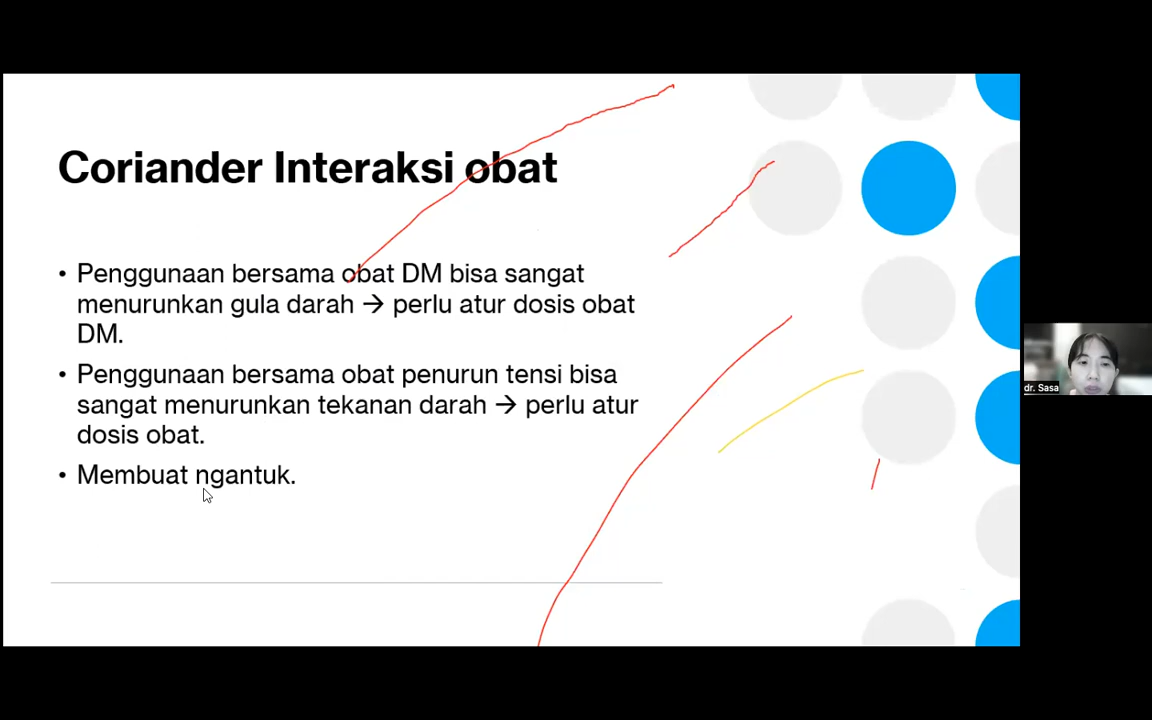 Coriander Interaksi obat
• Penggunaan bersama obat DM bisa sangat
menurunkan gula darah → perlu atur dosis obat
DM.
• Penggunaan bersama obat penurun tensi bisa
sangat menurunkan tekanan darah → perlu atur
dosis obat.
• Membuat ngantuk.
dr. Sasa